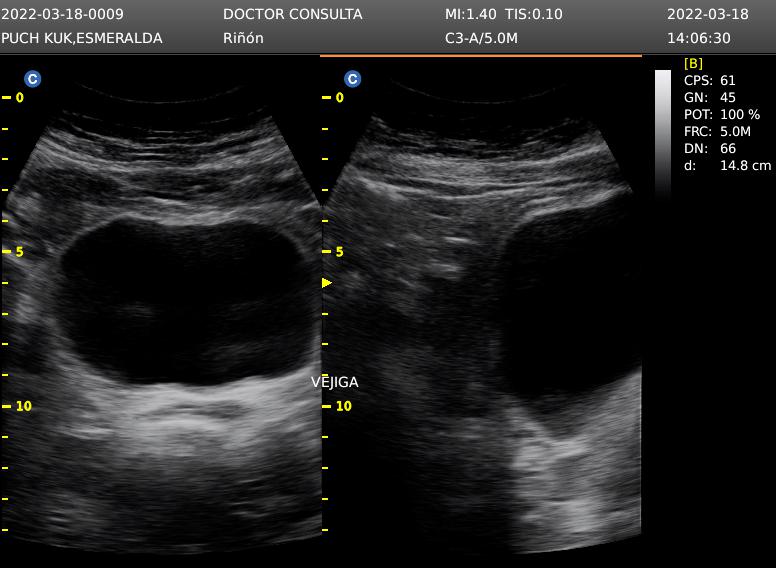 2022-03-18-0009 DOCTOR CONSULTA MI:1.40 TIS:0.10 2022-03-18
PUCH KUK,ESMERALDA Riñón C3-A/5.0M 14:06:30
[B]
C C
0 0
CPS: 61
GN: 45
POT: 100 %
FRC: 5.0M
DN: 66
d: 14.8 cm
5 5
VEJIGA
10 10